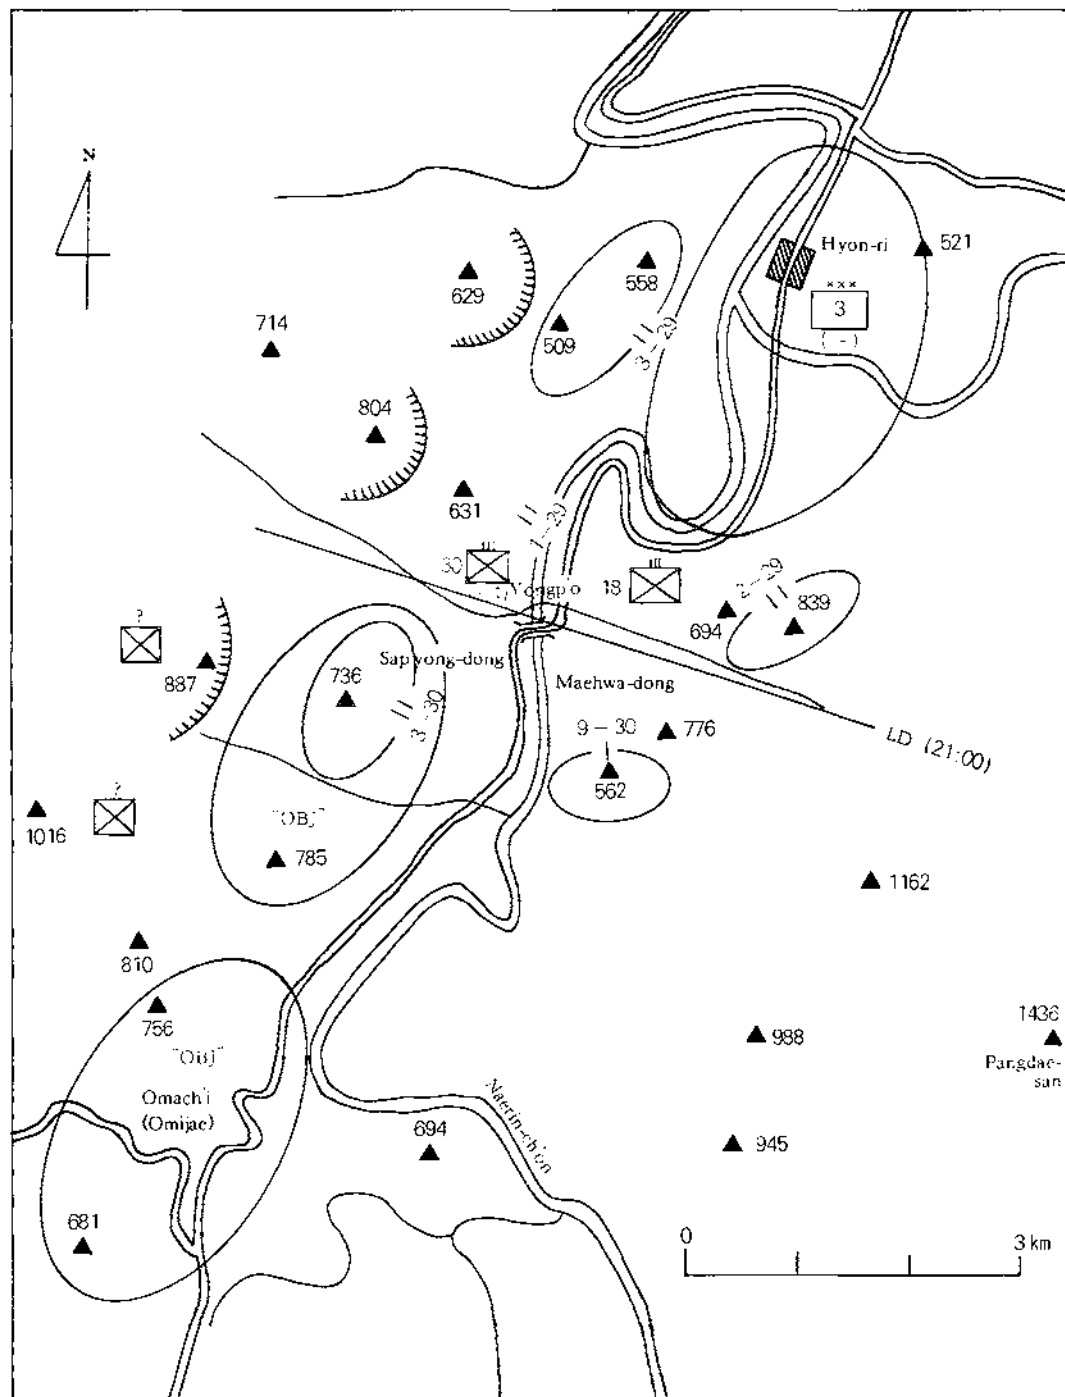 N
Hyon-ri
521
xxx
3
(-)
558
629
509
3-29
714
804
631
1-29
30
III
18
III
2-29
839
694
?
887
736
Sapyong-dong
Maehwa-dong
3-30
776
9-30
562
LD (21:00)
?
1016
"OBJ"
785
1162
810
756
"OBJ"
Omach'i
(Omijae)
988
1436
Pangdae-
san
Naerin-ch'on
694
945
681
0
3 km